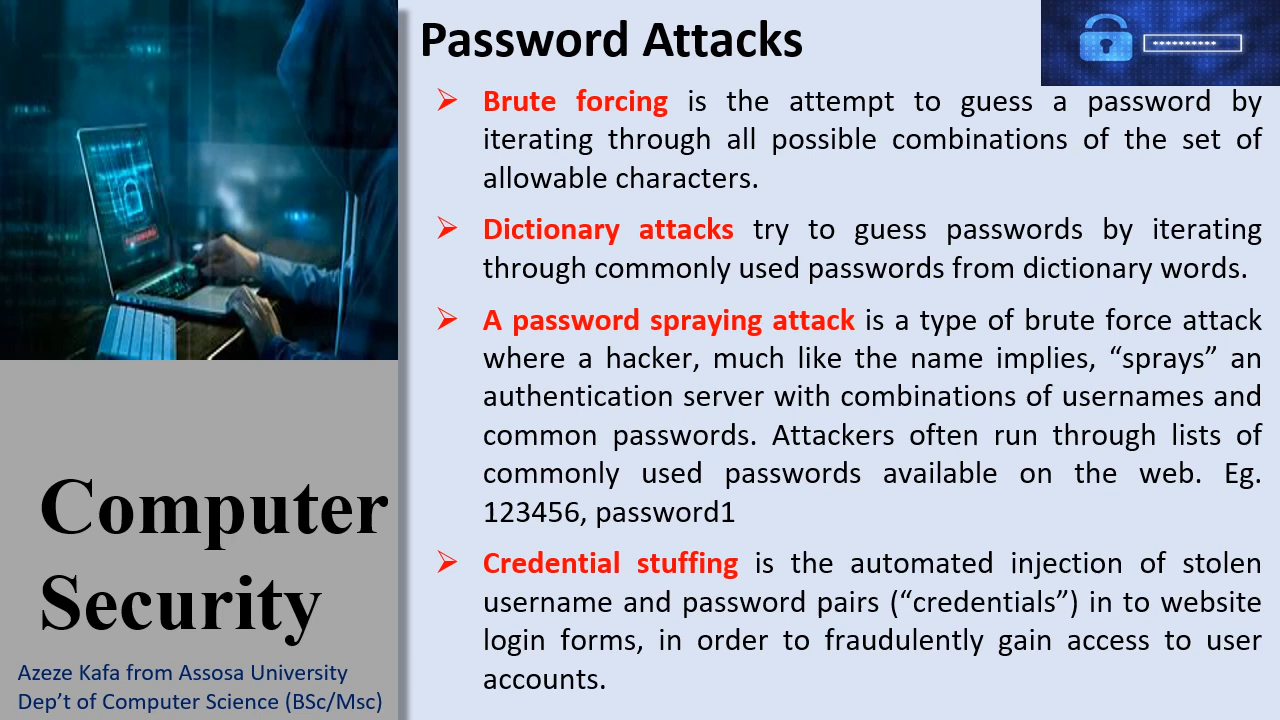 Password Attacks
➢ Brute forcing is the attempt to guess a password by
iterating through all possible combinations of the set of
allowable characters.
➢ Dictionary attacks try to guess passwords by iterating
through commonly used passwords from dictionary words.
➢ A password spraying attack is a type of brute force attack
where a hacker, much like the name implies, “sprays” an
authentication server with combinations of usernames and
common passwords. Attackers often run through lists of
commonly used passwords available on the web. Eg.
123456, password1
➢ Credential stuffing is the automated injection of stolen
username and password pairs (“credentials”) in to website
login forms, in order to fraudulently gain access to user
accounts.
Computer
Security
Azeze Kafa from Assosa University
Dep’t of Computer Science (BSc/Msc)